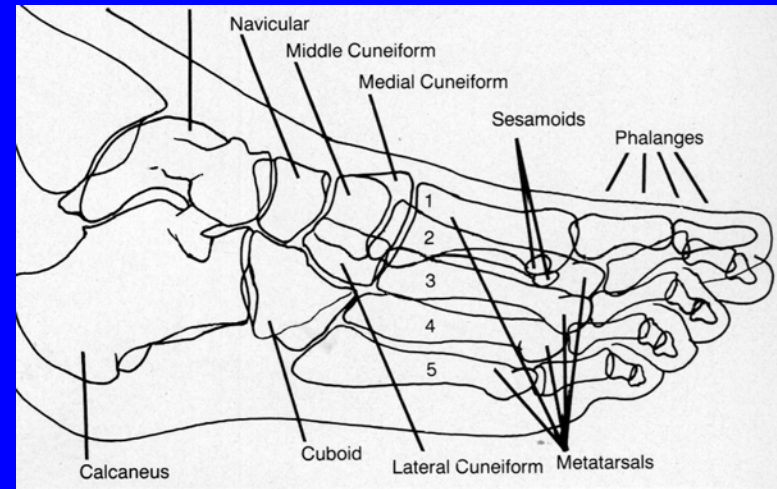 Navicular
Middle Cuneiform
Medial Cuneiform
Sesamoids
Phalanges
1
2
3
4
5
Calcaneus
Cuboid
Lateral Cuneiform
Metatarsals